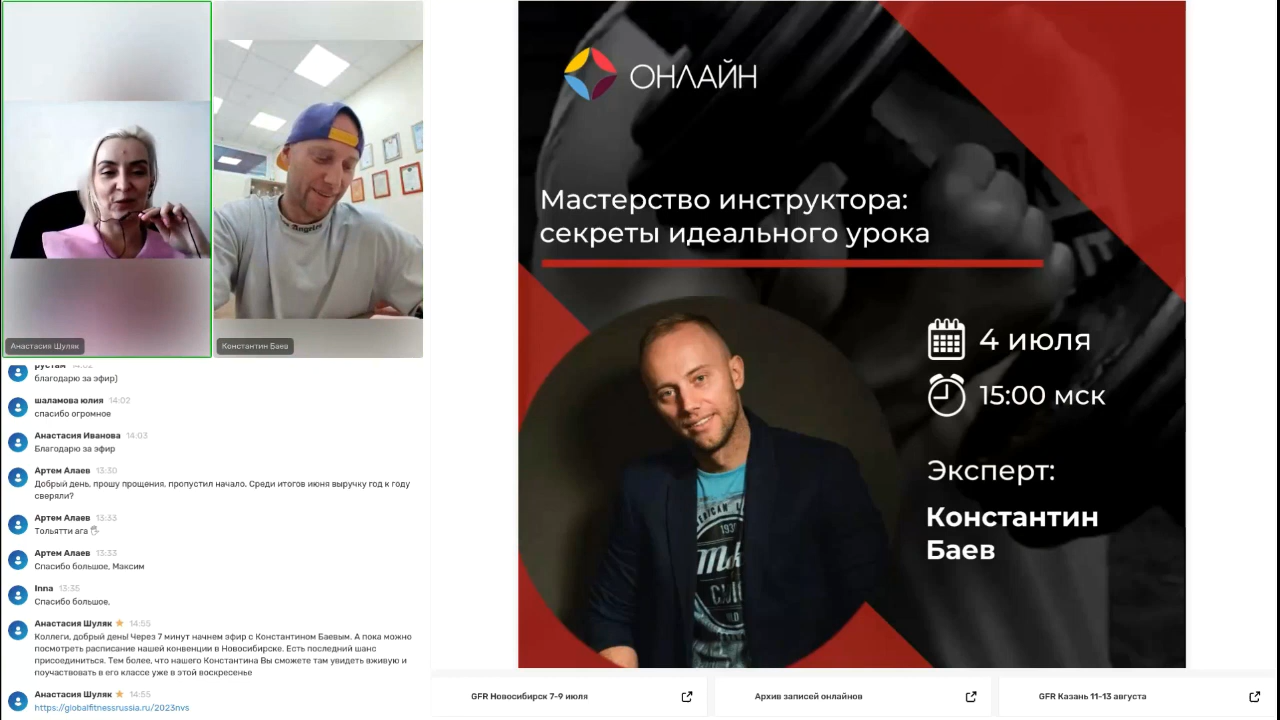 Анастасия Шуляк
Константин Баев
рустам 14:02
благодарю за эфир)
шаламова юлия 14:02
спасибо огромное
Анастасия Иванова 14:03
Благодарю за эфир
Артем Алаев 13:30
Добрый день, прошу прощения, пропустил начало. Среди итогов июня выручку год к году
сверяли?
Артем Алаев 13:33
Тольятти ага 🖐
Артем Алаев 13:33
Спасибо большое, Максим
Inna 13:35
Спасибо большое,
Анастасия Шуляк 14:55
Коллеги, добрый день! Через 7 минут начнем эфир с Константином Баевым. А пока можно
посмотреть расписание нашей конвенции в Новосибирске. Есть последний шанс
присоединиться. Тем более, что нашего Константина Вы сможете там увидеть вживую и
поучаствовать в его классе уже в этой воскресенье
Анастасия Шуляк 14:55
https://globalfitnessrussia.ru/2023nvs
ОНЛАЙН
Мастерство инструктора:
секреты идеального урока
4 июля
15:00 мск
Эксперт:
Константин
Баев
GFR Новосибирск 7-9 июля
Архив записей онлайнов
GFR Казань 11-13 августа